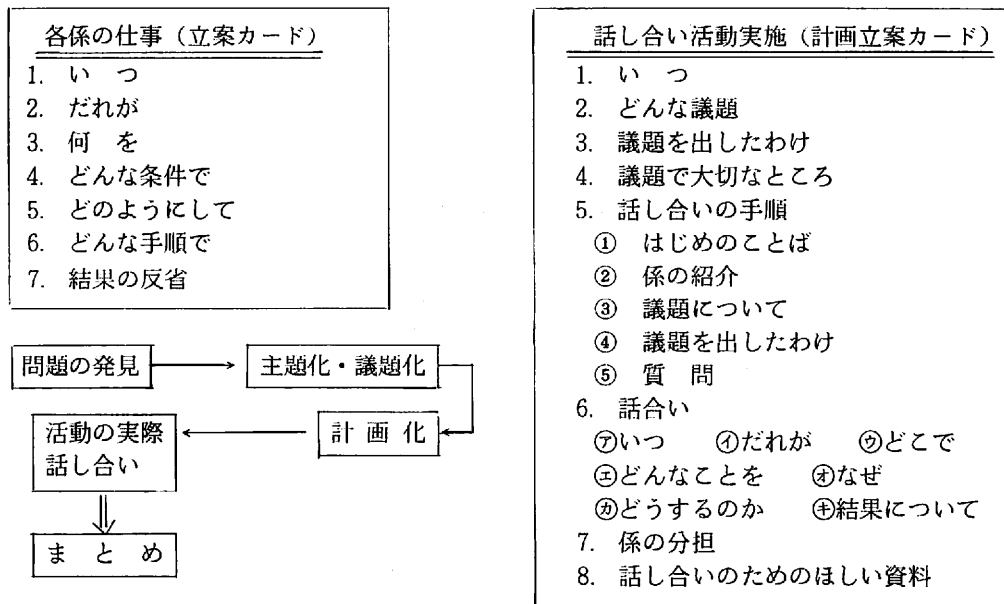 各係の仕事（立案カード）
1. い　つ
2. だれが
3. 何　を
4. どんな条件で
5. どのようにして
6. どんな手順で
7. 結果の反省
問題の発見
主題化・議題化
計　画　化
活動の実際
話し合い
ま　と　め
話し合い活動実施（計画立案カード）
1. い　つ
2. どんな議題
3. 議題を出したわけ
4. 議題で大切なところ
5. 話し合いの手順
①　はじめのことば
②　係の紹介
③　議題について
④　議題を出したわけ
⑤　質　問
6. 話合い
㋐いつ　㋑だれが　㋒どこで
㋓どんなことを　㋔なぜ
㋕どうするのか　㋖結果について
7. 係の分担
8. 話し合いのためのほしい資料